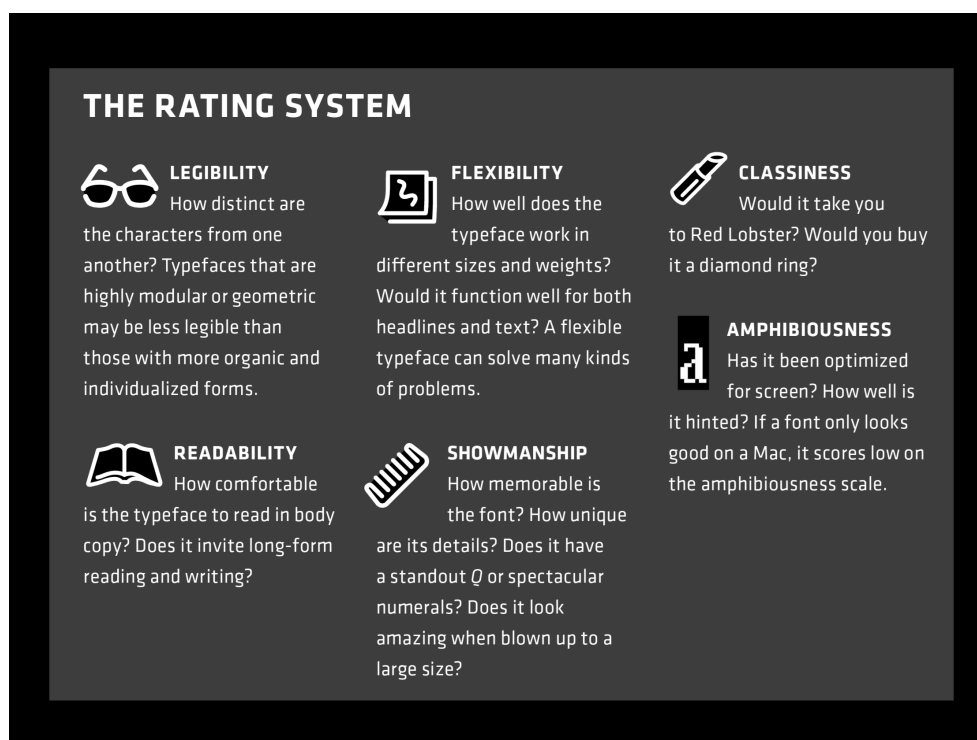 THE RATING SYSTEM
LEGIBILITY
How distinct are
the characters from one
another? Typefaces that are
highly modular or geometric
may be less legible than
those with more organic and
individualized forms.
READABILITY
How comfortable
is the typeface to read in body
copy? Does it invite long-form
reading and writing?
FLEXIBILITY
How well does the
typeface work in
different sizes and weights?
Would it function well for both
headlines and text? A flexible
typeface can solve many kinds
of problems.
SHOWMANSHIP
How memorable is
the font? How unique
are its details? Does it have
a standout Q or spectacular
numerals? Does it look
amazing when blown up to a
large size?
CLASSINESS
Would it take you
to Red Lobster? Would you buy
it a diamond ring?
a
AMPHIBIOUSNESS
Has it been optimized
for screen? How well is
it hinted? If a font only looks
good on a Mac, it scores low on
the amphibiousness scale.